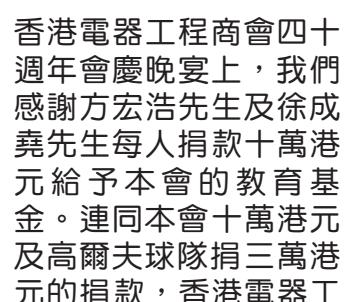 香港電器工程商會四十
週年會慶晚宴上，我們
感謝方宏浩先生及徐成
堯先生每人捐款十萬港
元給予本會的教育基
金。連同本會十萬港元
及高爾夫球隊捐三萬港
元的捐款，香港電器工